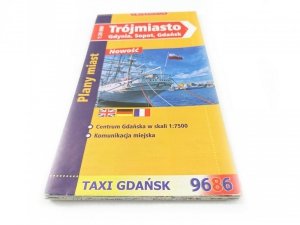 Trójmiasto
Gdynia, Sopot, Gdańsk
Nowość
Plany miast
Centrum Gdańska w skali 1:7500
Komunikacja miejska
TAXI GDAŃSK 9686